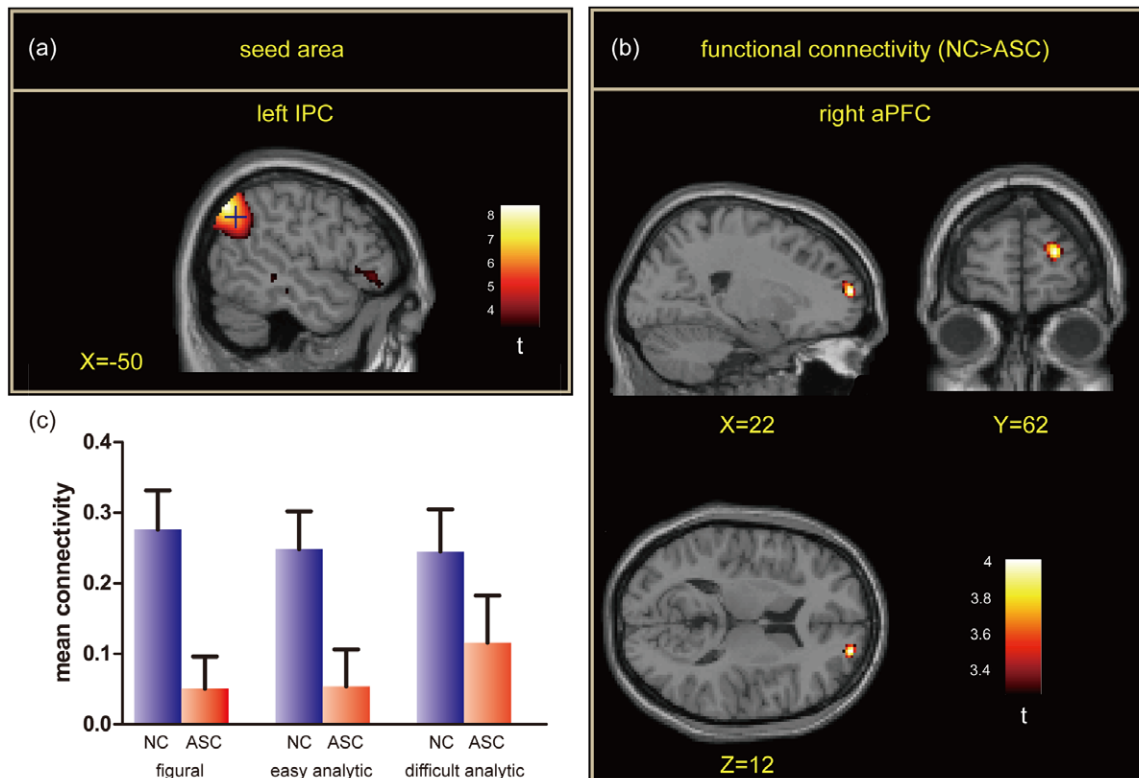 (a)
seed area
left IPC
8
7
6
5
4
t
X=-50
(b)
functional connectivity (NC>ASC)
right aPFC
X=22
Y=62
4
3.8
3.6
3.4
t
Z=12
(c)
mean connectivity
0.4
0.3
0.2
0.1
0.0
NC ASC NC ASC NC ASC
figural easy analytic difficult analytic